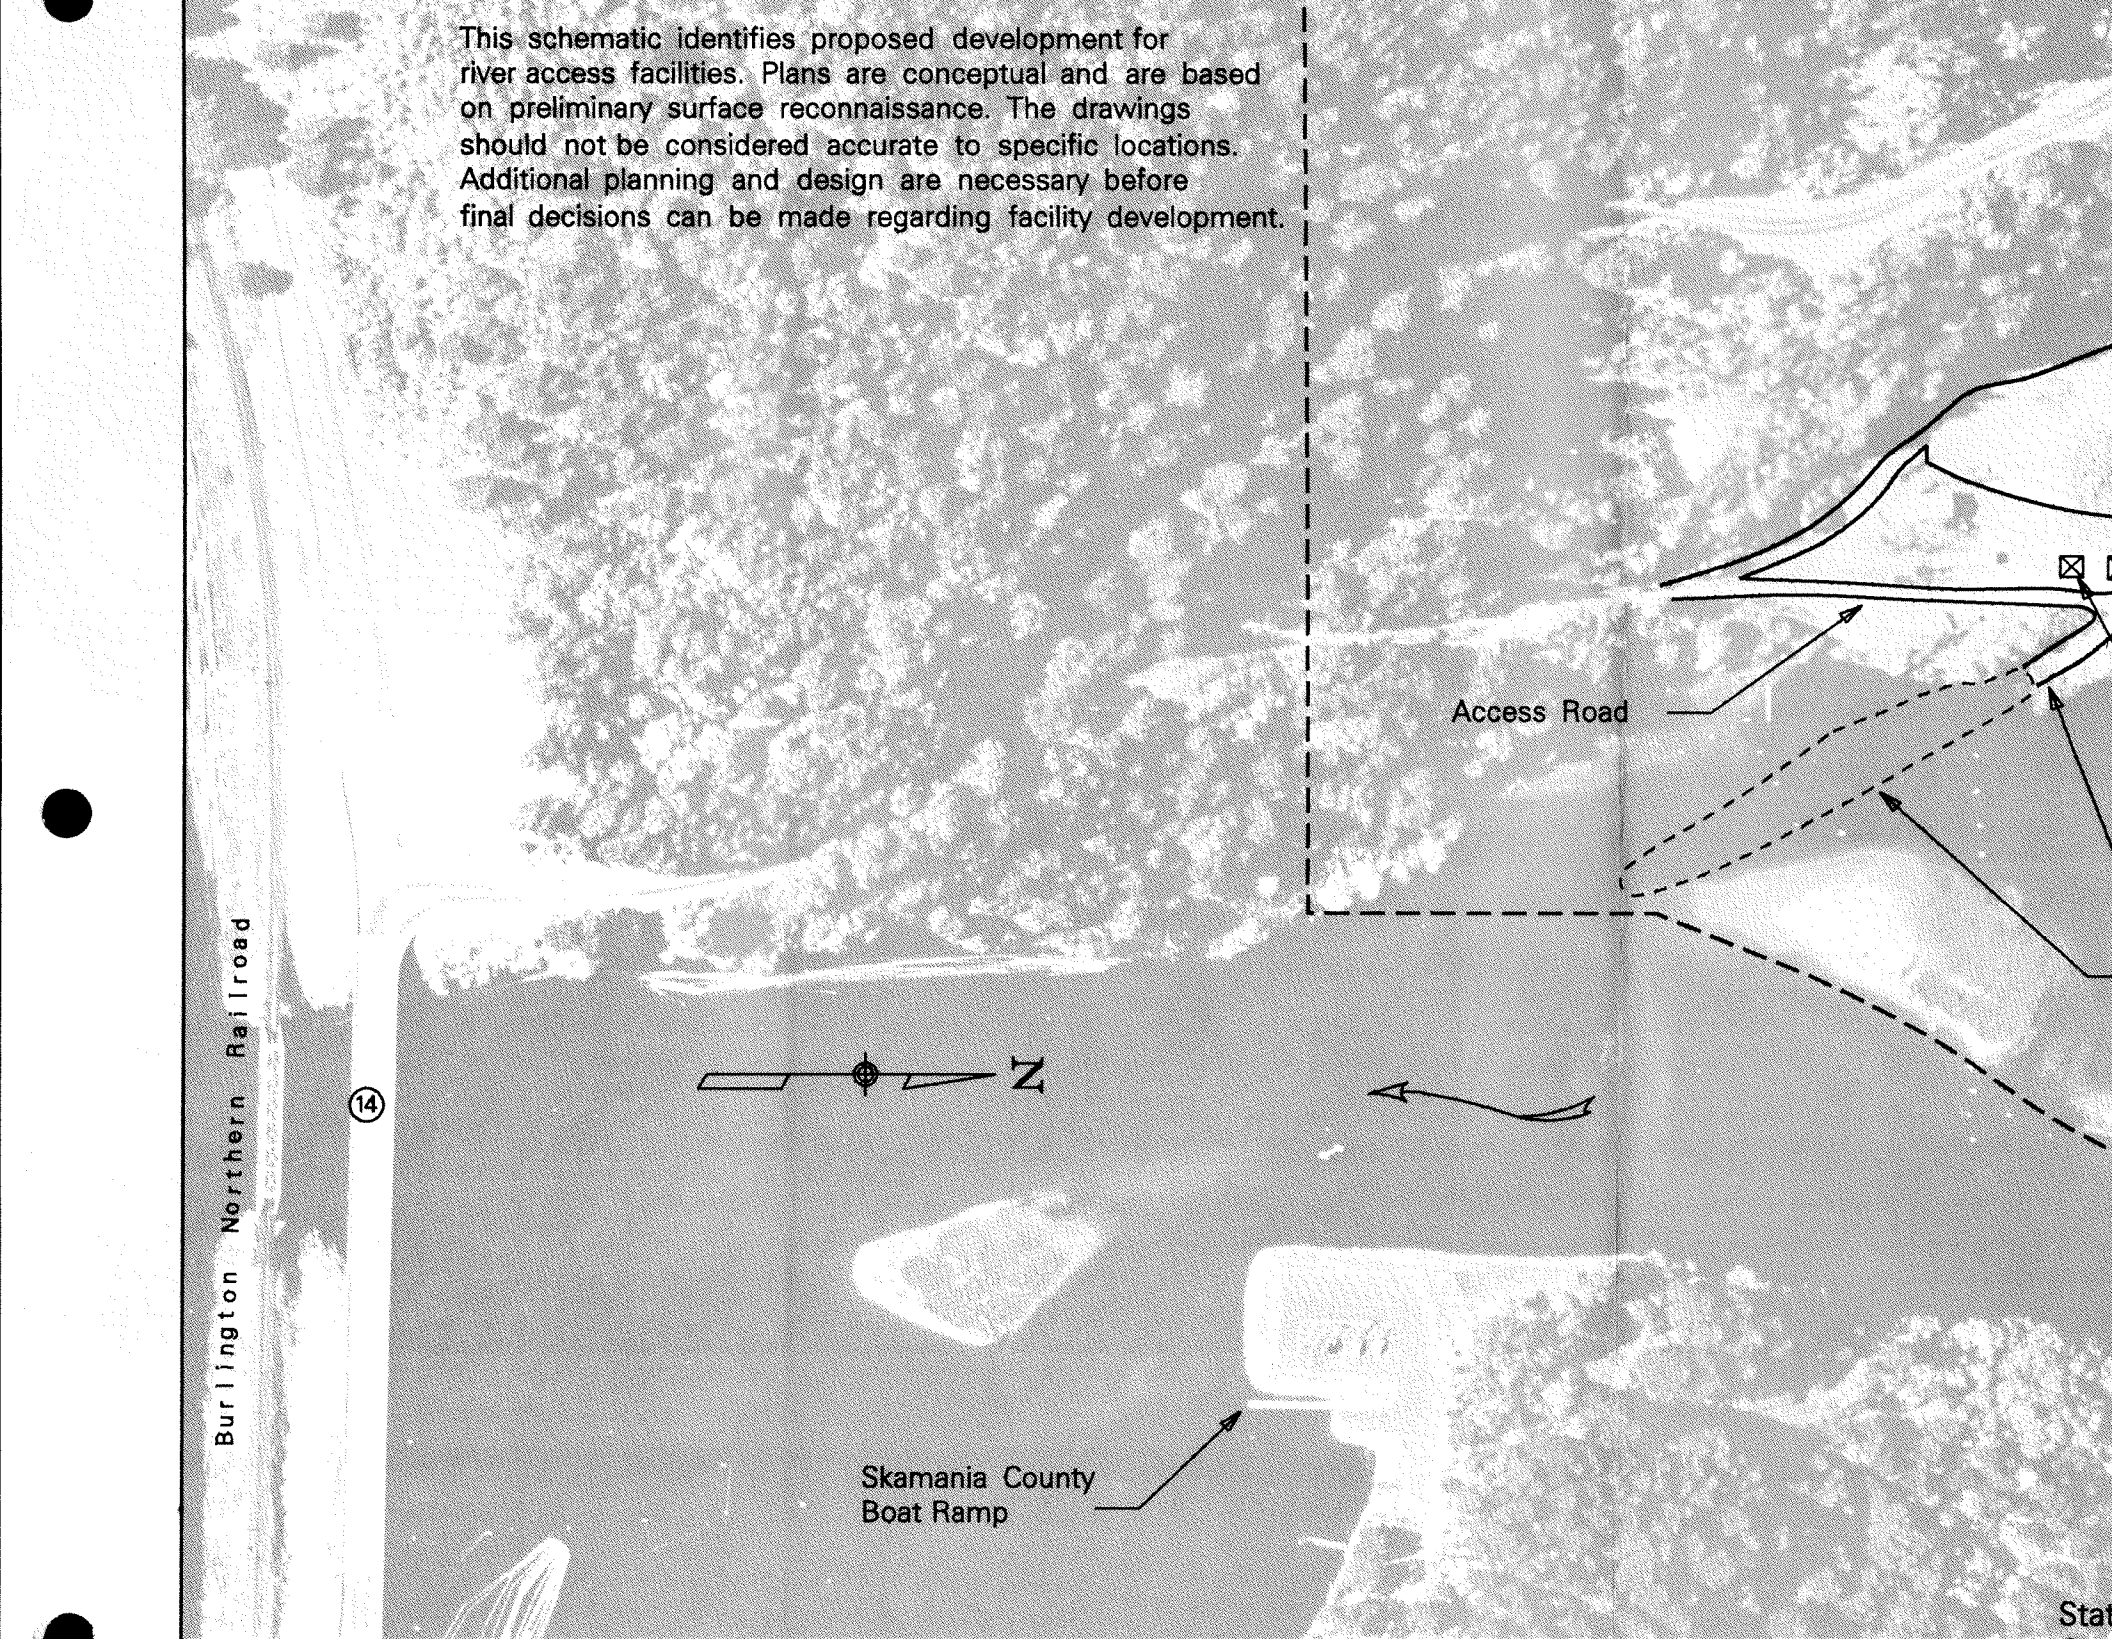 This schematic identifies proposed development for
river access facilities. Plans are conceptual and are based
on preliminary surface reconnaissance. The drawings
should not be considered accurate to specific locations.
Additional planning and design are necessary before
final decisions can be made regarding facility development.
Access Road
Burlington Northern Railroad
N
14
Skamania County
Boat Ramp
Stat